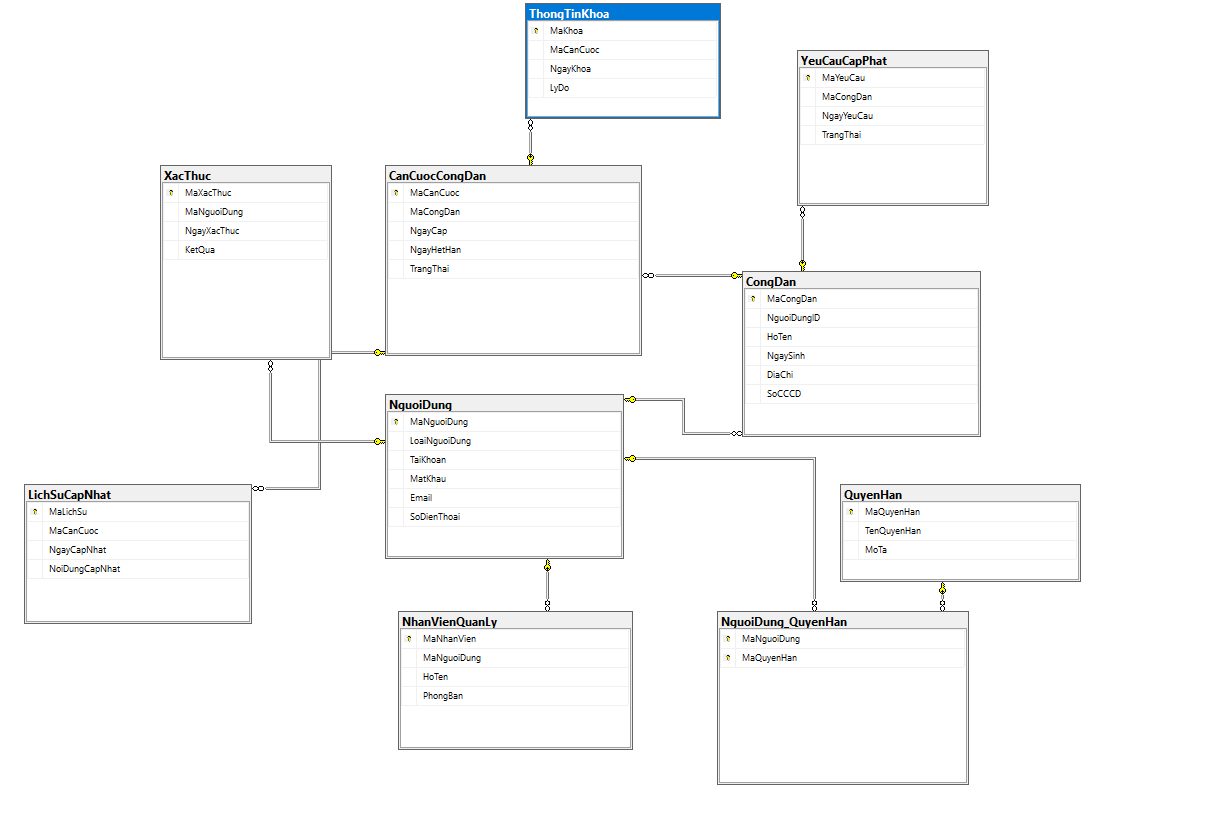 ThongTinKhoa
MaKhoa
MaCanCuoc
NgayKhoa
LyDo
YeuCauCapPhat
MaYeuCau
MaCongDan
NgayYeuCau
TrangThai
XacThuc
MaXacThuc
MaNguoiDung
NgayXacThuc
KetQua
CanCuocCongDan
MaCanCuoc
MaCongDan
NgayCap
NgayHetHan
TrangThai
CongDan
MaCongDan
NguoiDungID
HoTen
NgaySinh
DiaChi
SoCCCD
NguoiDung
MaNguoiDung
LoaiNguoiDung
TaiKhoan
MatKhau
Email
SoDienThoai
LichSuCapNhat
MaLichSu
MaCanCuoc
NgayCapNhat
NoiDungCapNhat
QuyenHan
MaQuyenHan
TenQuyenHan
MoTa
NhanVienQuanLy
MaNhanVien
MaNguoiDung
HoTen
PhongBan
NguoiDung_QuyenHan
MaNguoiDung
MaQuyenHan